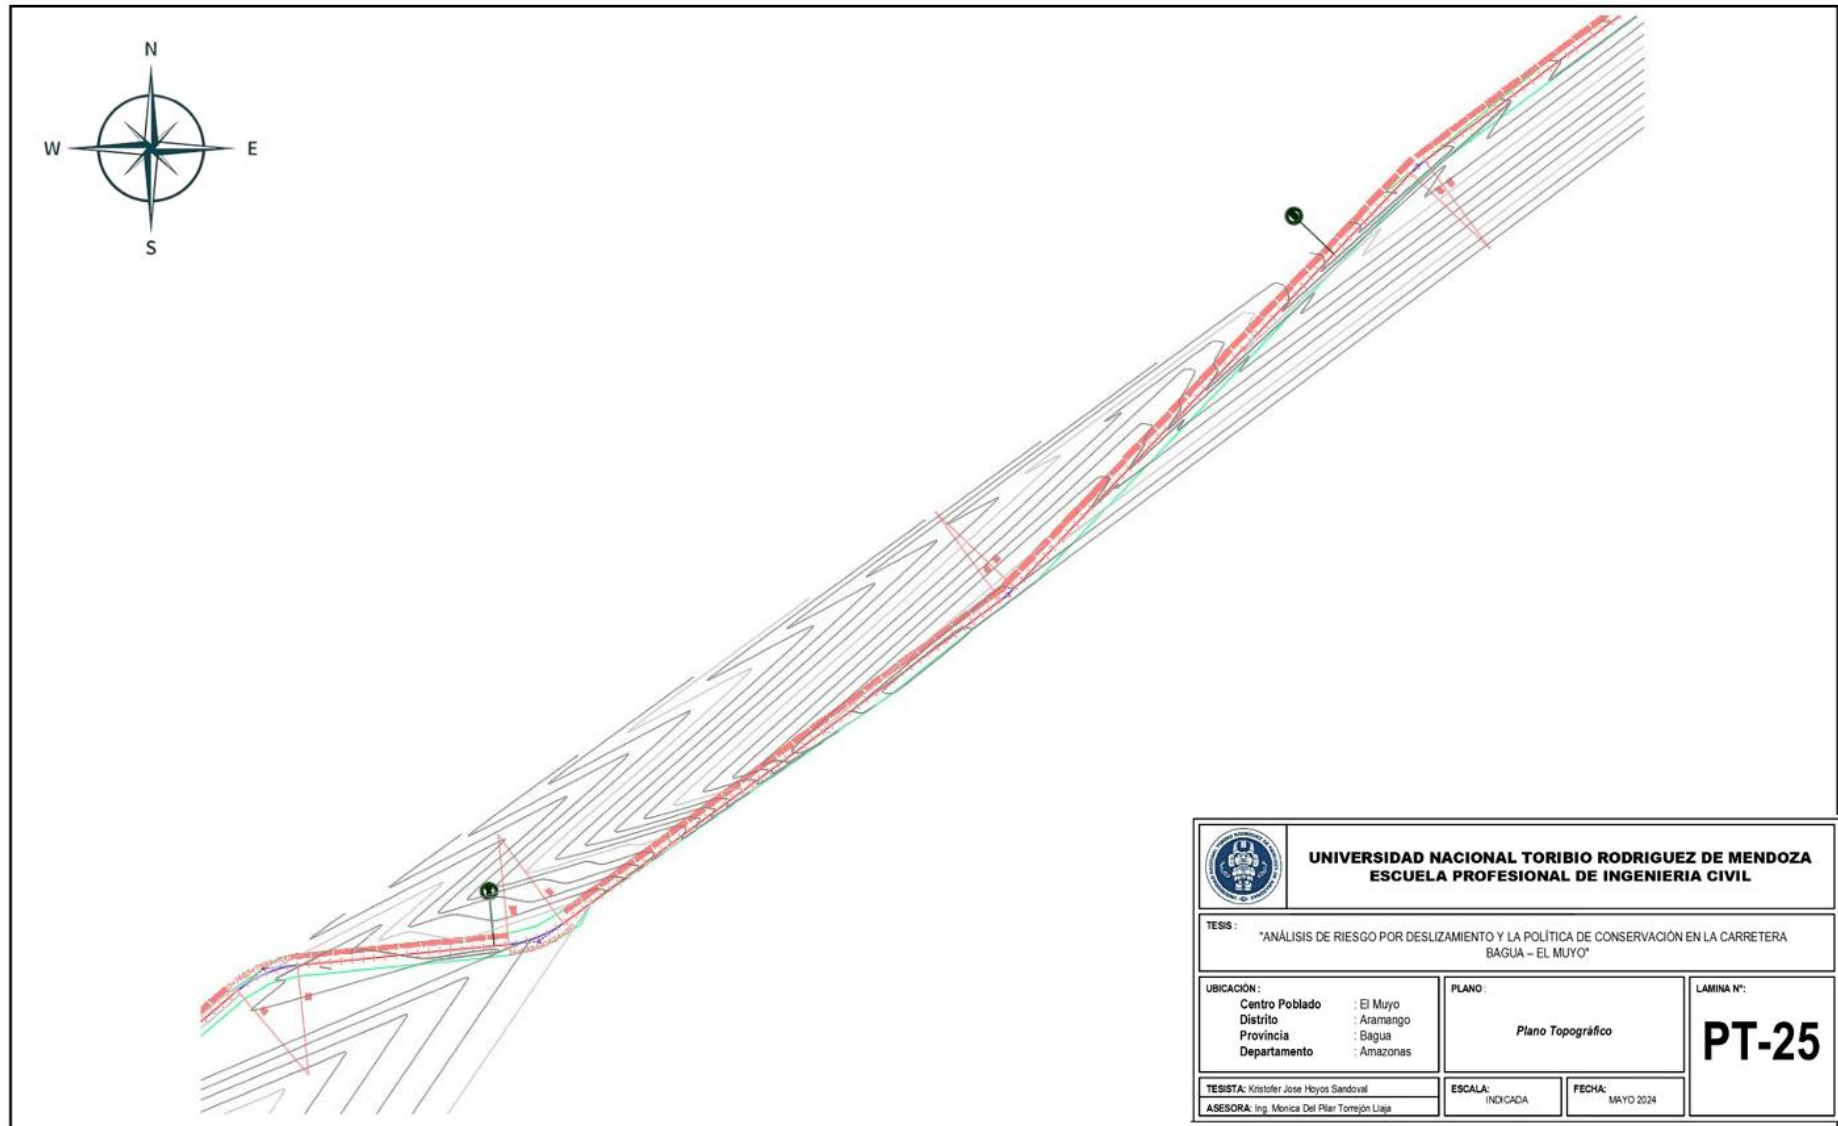 N
W
E
S
UNIVERSIDAD NACIONAL TORIBIO RODRIGUEZ DE MENDOZA
ESCUELA PROFESIONAL DE INGENIERIA CIVIL
TESIS :
"ANÁLISIS DE RIESGO POR DESLIZAMIENTO Y LA POLÍTICA DE CONSERVACIÓN EN LA CARRETERA
BAGUA – EL MUYO"
UBICACIÓN :
Centro Poblado : El Muyo
Distrito : Aramango
Provincia : Bagua
Departamento : Amazonas
PLANO :
Plano Topográfico
LAMINA N°:
PT-25
TESISTA: Kristofer Jose Hoyos Sandoval
ASESORA: Ing. Monica Del Pilar Torrejón Llaja
ESCALA:
INDICADA
FECHA:
MAYO 2024